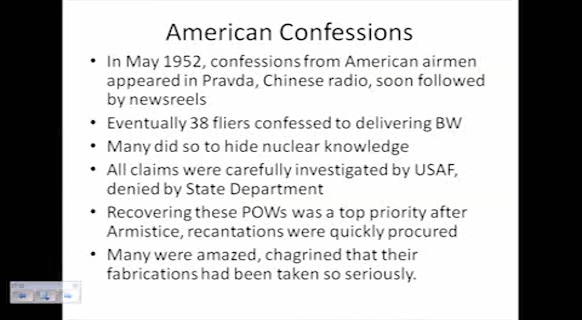 American Confessions
• In May 1952, confessions from American airmen
appeared in Pravda, Chinese radio, soon followed
by newsreels
• Eventually 38 fliers confessed to delivering BW
• Many did so to hide nuclear knowledge
• All claims were carefully investigated by USAF,
denied by State Department
• Recovering these POWs was a top priority after
Armistice, recantations were quickly procured
• Many were amazed, chagrined that their
fabrications had been taken so seriously.